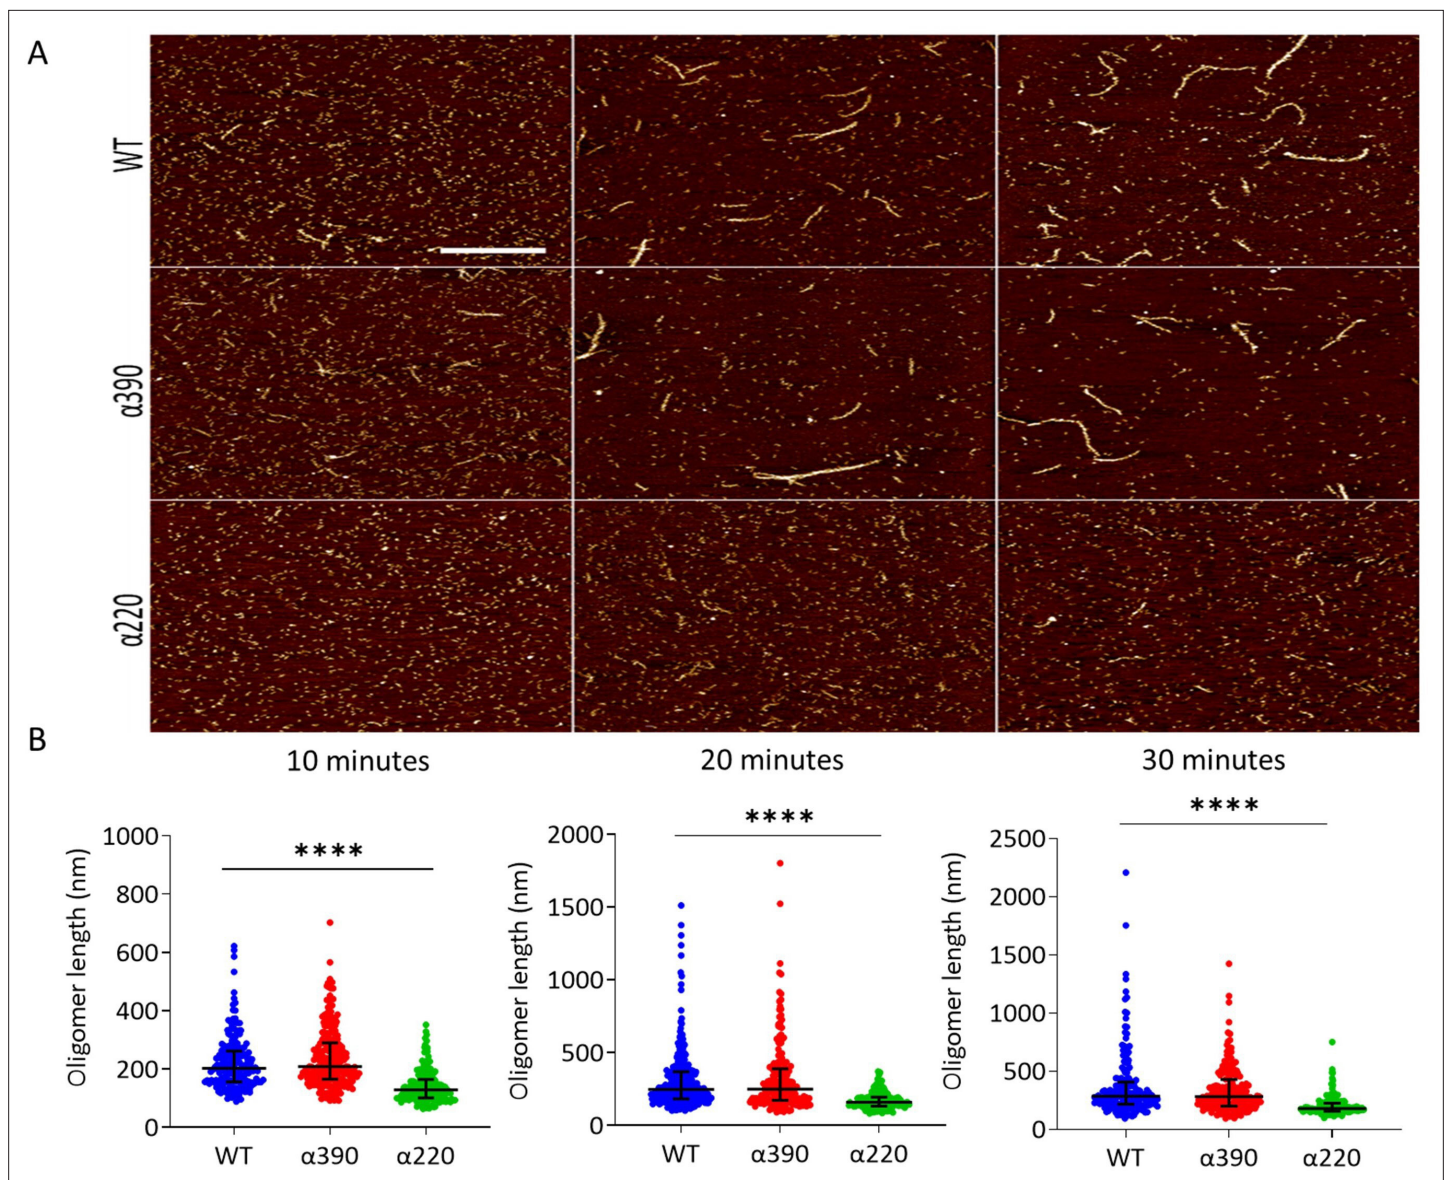 A
WT
α390
α220
10 minutes
20 minutes
30 minutes
B
****
Oligomer length (nm)
1000
800
600
400
200
0
WT
α390
α220
****
Oligomer length (nm)
2000
1500
1000
500
0
WT
α390
α220
****
Oligomer length (nm)
2500
2000
1500
1000
500
0
WT
α390
α220